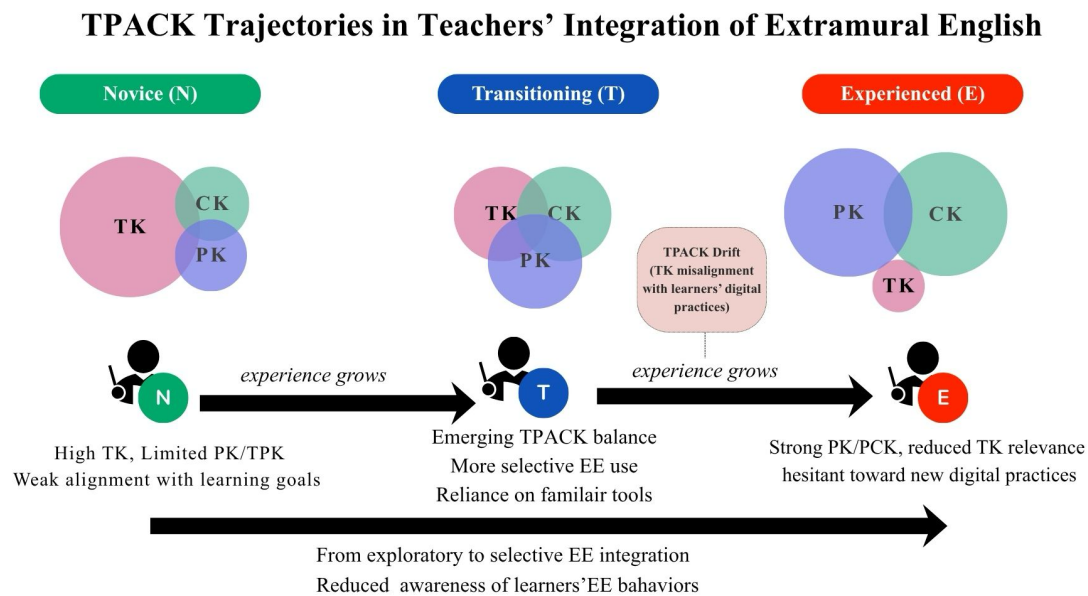 TPACK Trajectories in Teachers' Integration of Extramural English
Novice (N)
Transitioning (T)
Experienced (E)
TK
CK
PK
TK
CK
PK
PK
CK
TK
TPACK Drift
(TK misalignment
with learners' digital
practices)
N
experience grows
T
experience grows
E
High TK, Limited PK/TPK
Weak alignment with learning goals
Emerging TPACK balance
More selective EE use
Reliance on familair tools
Strong PK/PCK, reduced TK relevance
hesitant toward new digital practices
From exploratory to selective EE integration
Reduced awareness of learners'EE bahaviors